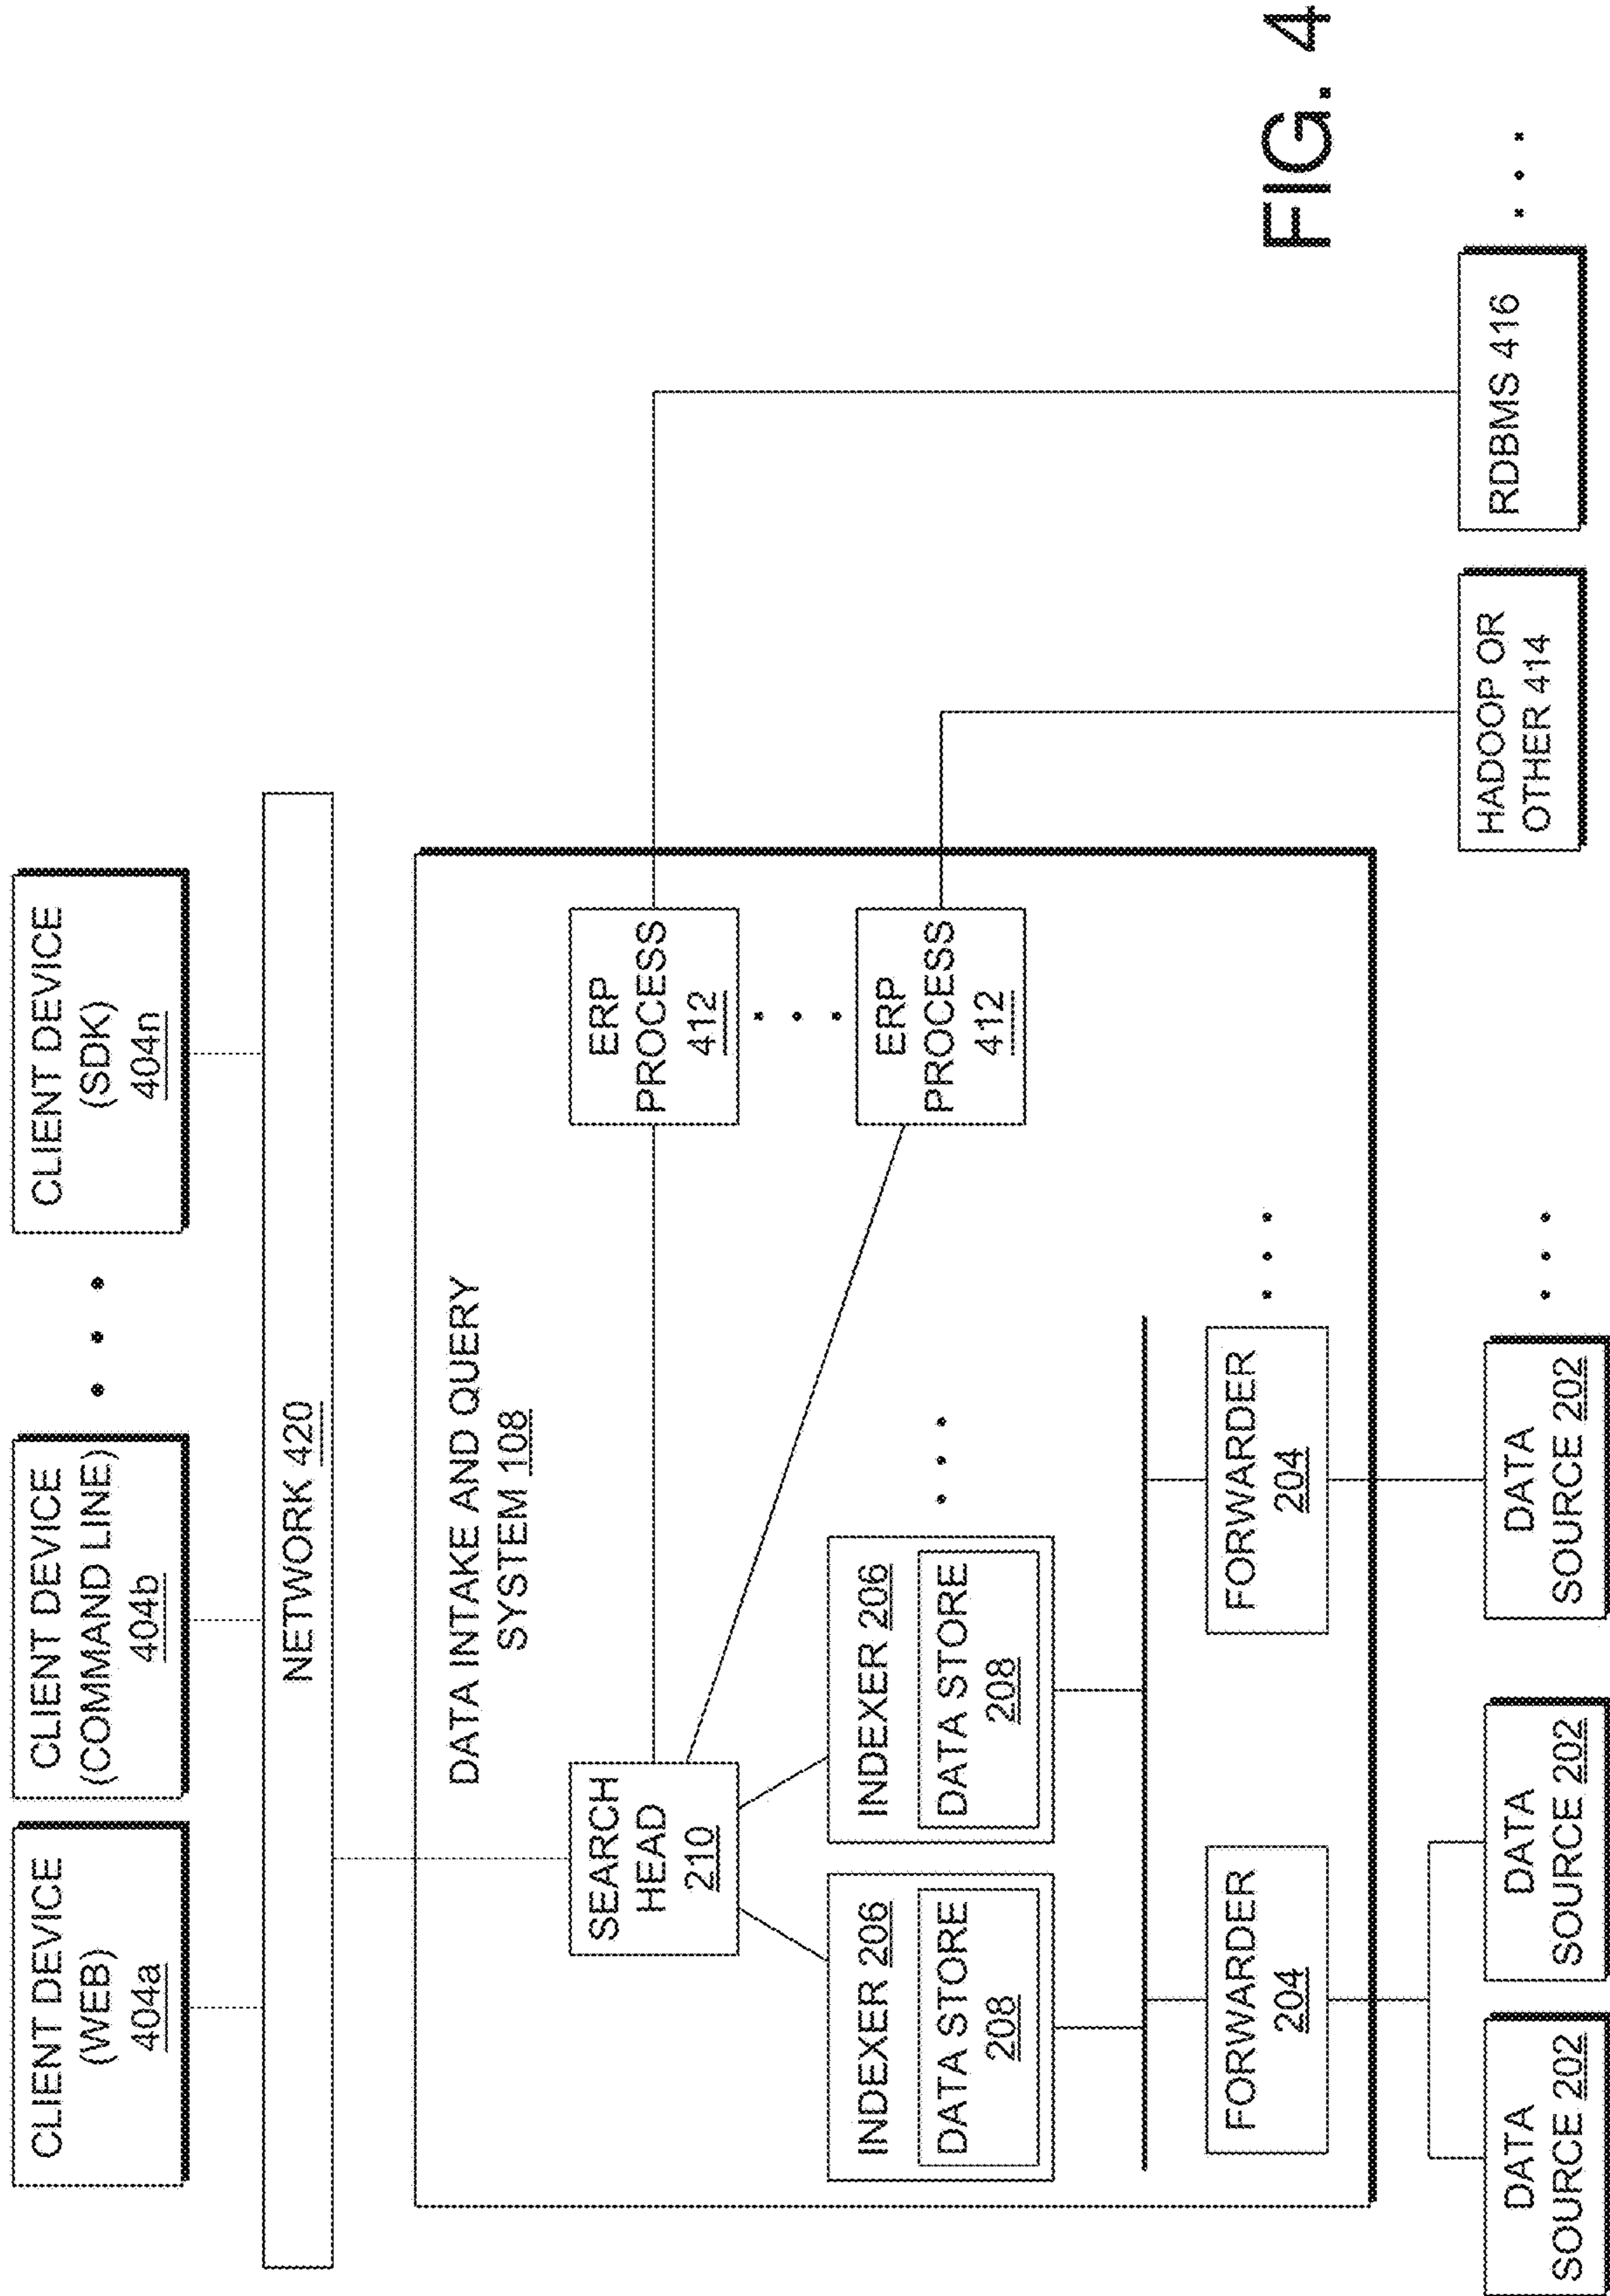 CLIENT DEVICE
(WEB)
404a
CLIENT DEVICE
(COMMAND LINE)
404b
CLIENT DEVICE
(SDK)
404n
NETWORK 420
DATA INTAKE AND QUERY
SYSTEM 108
SEARCH
HEAD
210
ERP
PROCESS
412
ERP
PROCESS
412
INDEXER 206
DATA STORE
208
INDEXER 206
DATA STORE
208
FORWARDER
204
FORWARDER
204
DATA
SOURCE 202
DATA
SOURCE 202
DATA
SOURCE 202
HADOOP OR
OTHER 414
RDBMS 416
FIG. 4